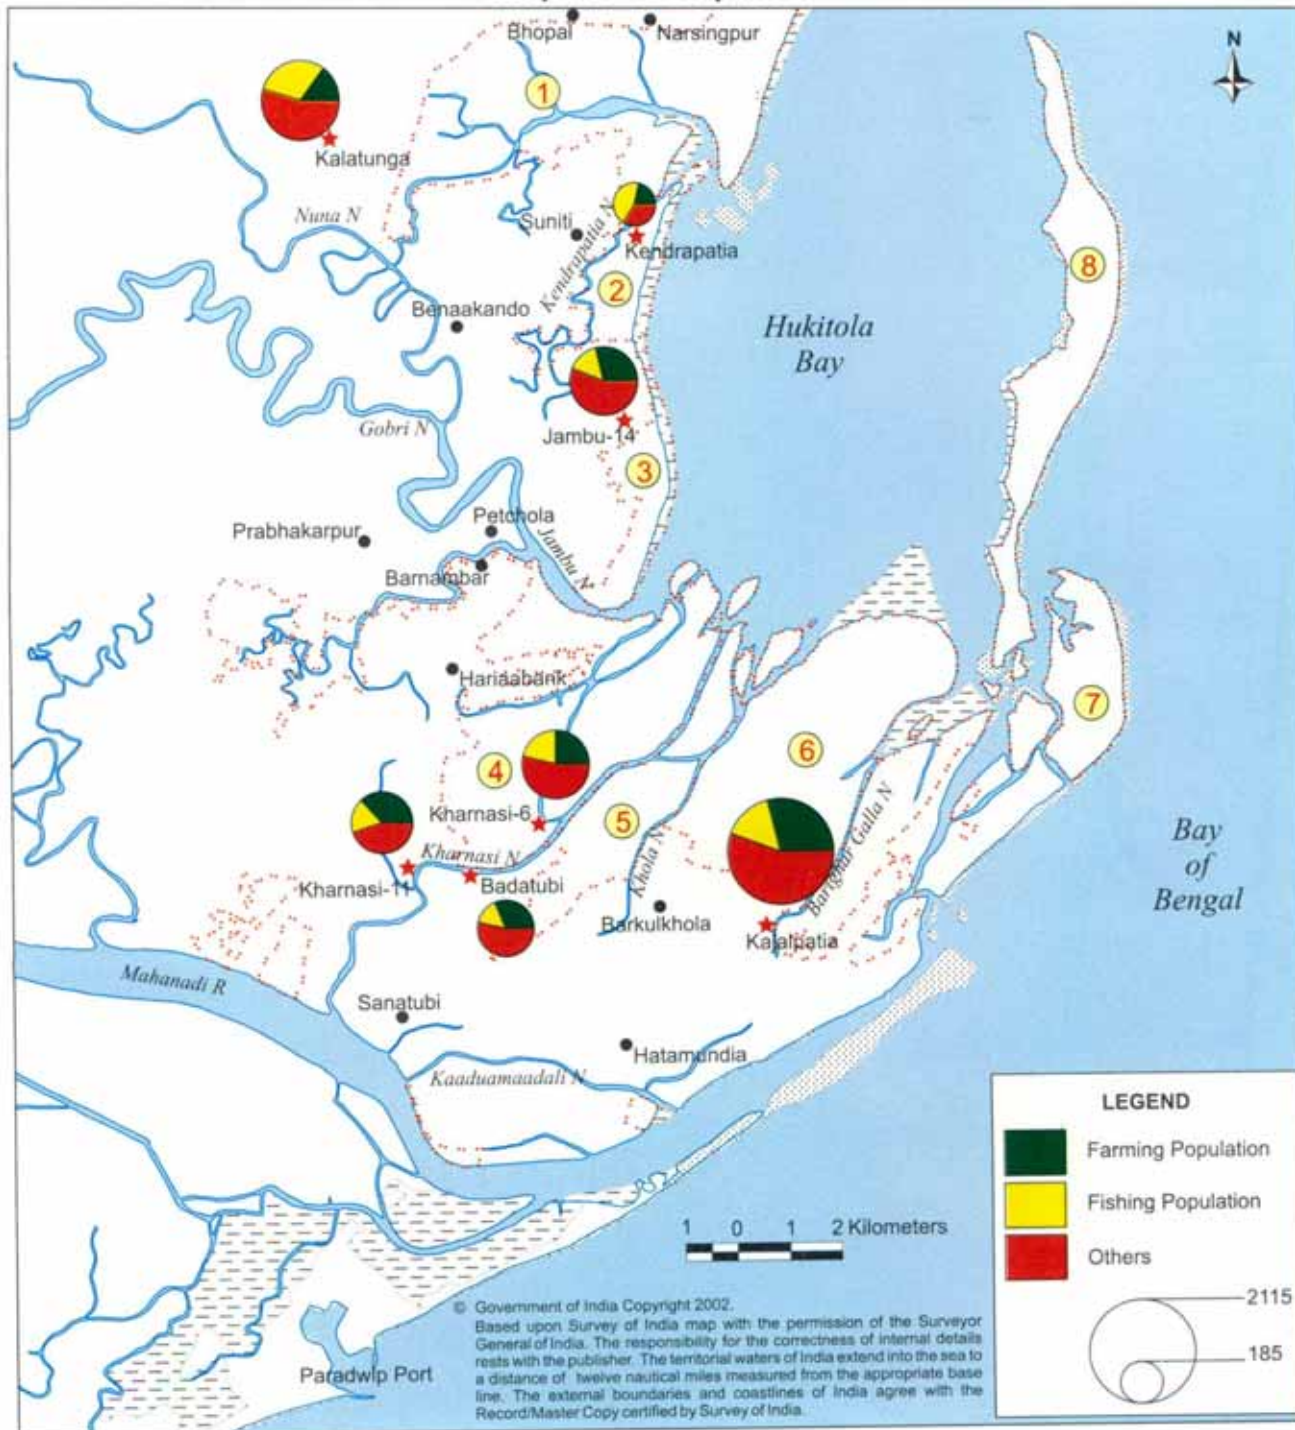 Bhopal
Narsingpur
N
1
Kalatunga
Nuna N
Suniti
Kendrapatia N
Kendrapatia
8
2
Benaakando
Hukitola
Bay
Gobri N
Jambu-14
3
Prabhakarpur
Petchola
Jambu N
Barnambar
Hariaabank
7
6
4
Kharnasi-6
5
Bay
of
Bengal
Kharnasi N
Khola N
Barighar Galla N
Kharnasi-11
Badatubi
Barkulkhola
Kajalpatia
Mahanadi R
Sanatubi
Hatamundia
Kaaduamaadali N
LEGEND
Farming Population
Fishing Population
Others
2115
185
1 0 1 2 Kilometers
© Government of India Copyright 2002.
Based upon Survey of India map with the permission of the Surveyor
General of India. The responsibility for the correctness of internal details
rests with the publisher. The territorial waters of India extend into the sea to
a distance of twelve nautical miles measured from the appropriate base
line. The external boundaries and coastlines of India agree with the
Record/Master Copy certified by Survey of India.
Paradwip Port